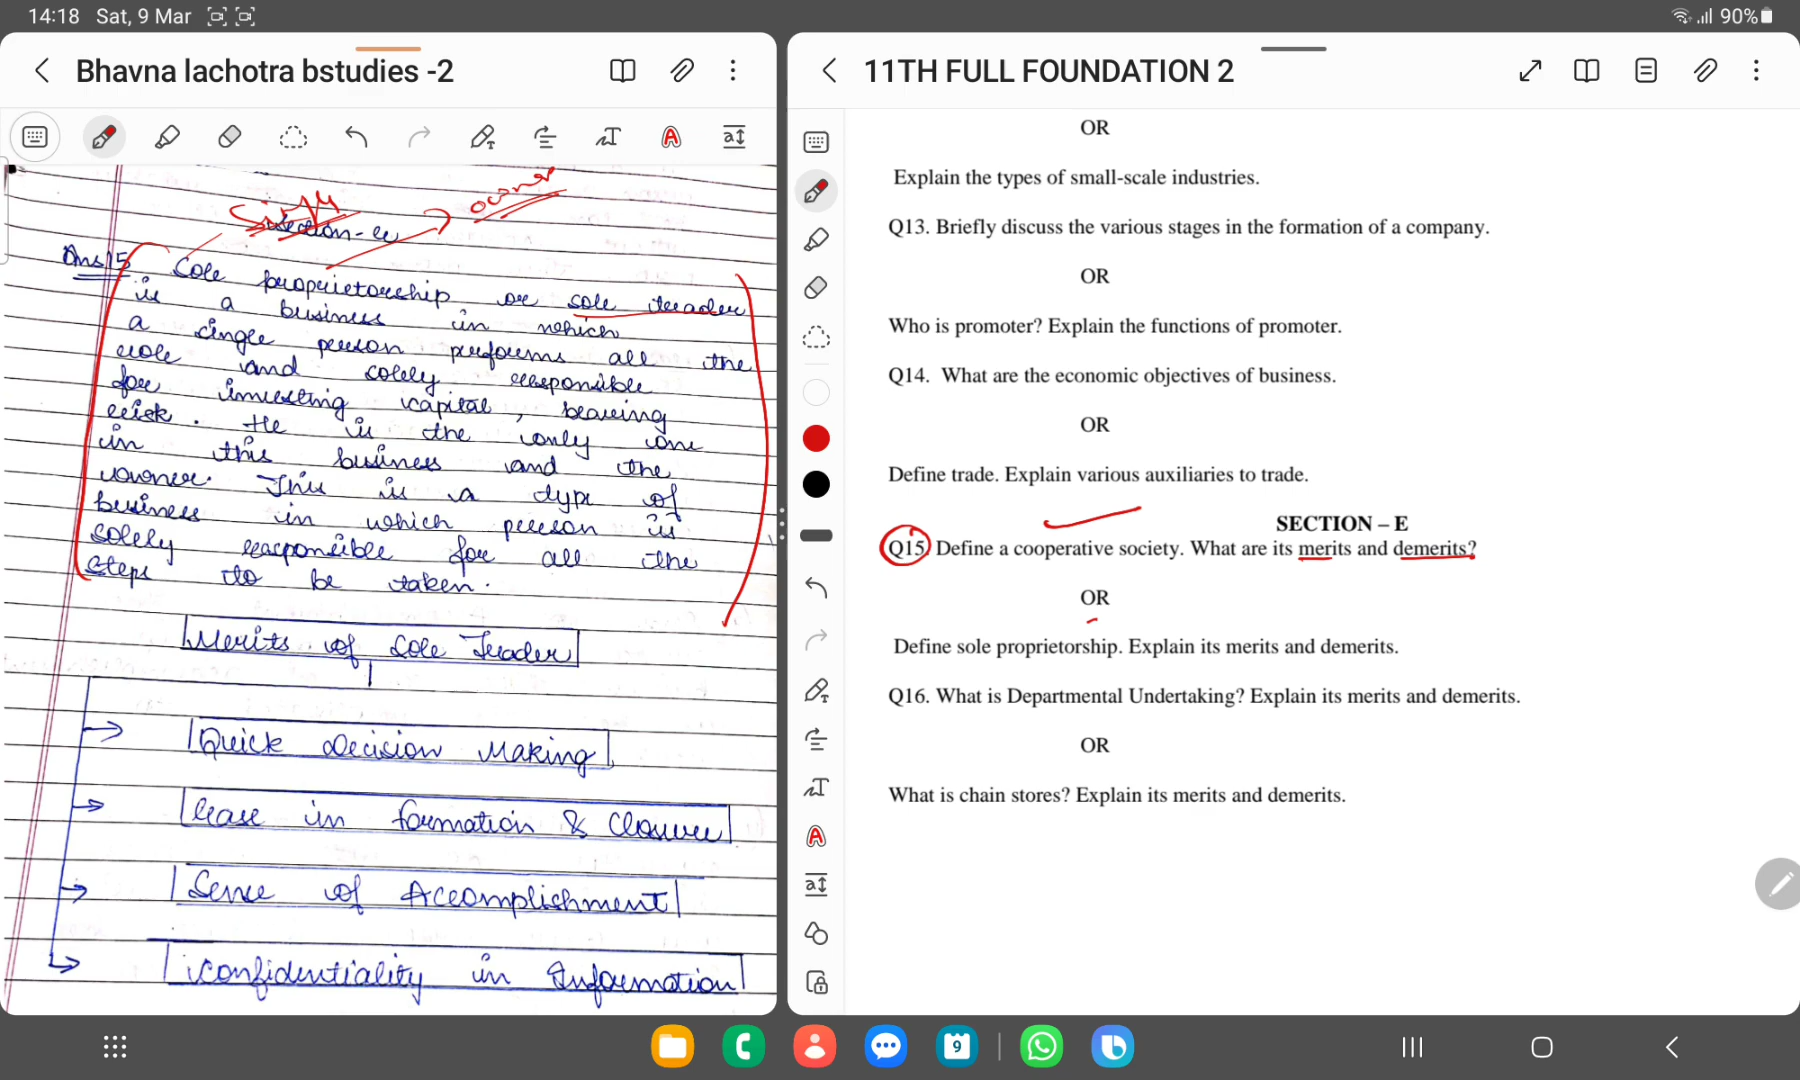 14:18 Sat, 9 Mar
90%
Bhavna lachotra bstudies -2
Single
owner
Section-e
Ans 15 Sole proprietorship or sole trader
is a business in which
a single person performs all the
role and solely responsible
for investing capital, bearing
risk. He is the only one
in this business and the
owner. This is a type of
business in which person is
solely responsible for all the
steps to be taken.
Merits of Sole Trader
Quick Decision Making
Ease in formation & Closure
Sense of Accomplishment
Confidentiality in Information
11TH FULL FOUNDATION 2
OR
Explain the types of small-scale industries.
Q13. Briefly discuss the various stages in the formation of a company.
OR
Who is promoter? Explain the functions of promoter.
Q14. What are the economic objectives of business.
OR
Define trade. Explain various auxiliaries to trade.
SECTION – E
Q15. Define a cooperative society. What are its merits and demerits?
OR
Define sole proprietorship. Explain its merits and demerits.
Q16. What is Departmental Undertaking? Explain its merits and demerits.
OR
What is chain stores? Explain its merits and demerits.
9